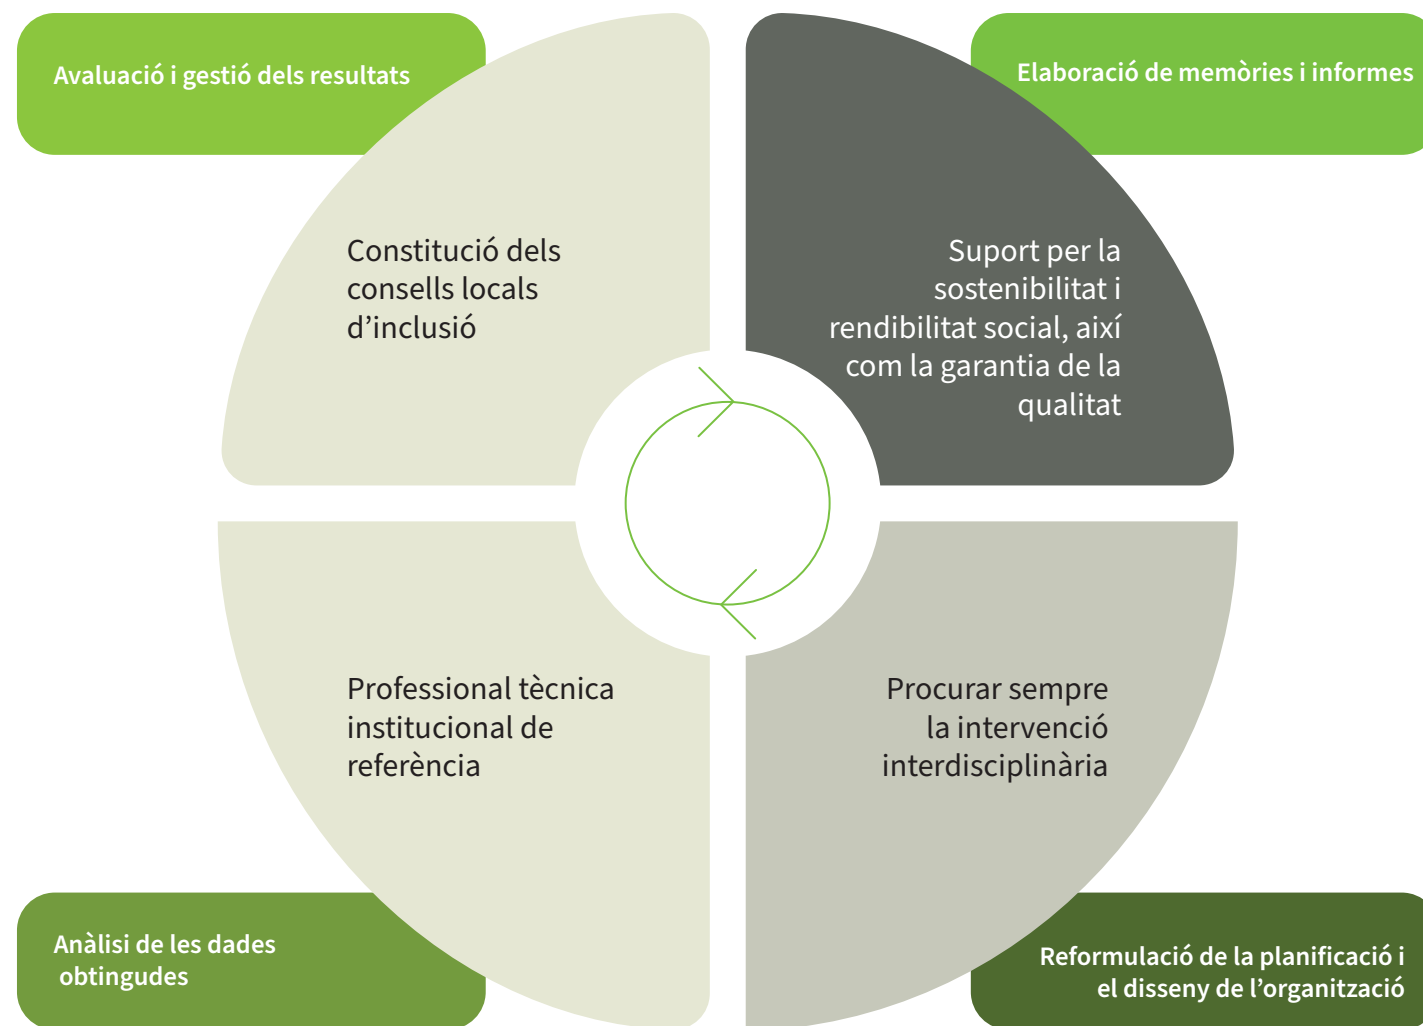 Avaluació i gestió dels resultats
Elaboració de memòries i informes
Constitució dels
consells locals
d’inclusió
Suport per la
sostenibilitat i
rendibilitat social, així
com la garantia de la
qualitat
Professional tècnica
institucional de
referència
Procurar sempre
la intervenció
interdisciplinària
Anàlisi de les dades
obtingudes
Reformulació de la planificació i
el disseny de l’organització